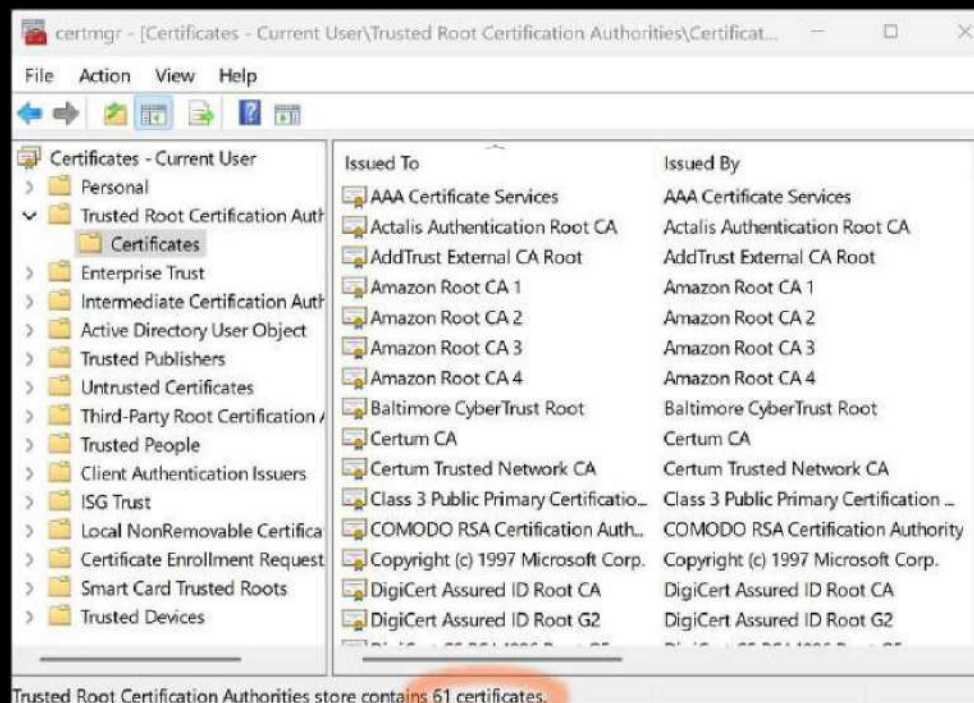 certmgr - [Certificates - Current User\Trusted Root Certification Authorities\Certificat...
File Action View Help
Certificates - Current User
Personal
Trusted Root Certification Auth
Certificates
Enterprise Trust
Intermediate Certification Auth
Active Directory User Object
Trusted Publishers
Untrusted Certificates
Third-Party Root Certification
Trusted People
Client Authentication Issuers
ISG Trust
Local NonRemovable Certifica
Certificate Enrollment Request
Smart Card Trusted Roots
Trusted Devices
Issued To Issued By
AAA Certificate Services AAA Certificate Services
Actalis Authentication Root CA Actalis Authentication Root CA
AddTrust External CA Root AddTrust External CA Root
Amazon Root CA 1 Amazon Root CA 1
Amazon Root CA 2 Amazon Root CA 2
Amazon Root CA 3 Amazon Root CA 3
Amazon Root CA 4 Amazon Root CA 4
Baltimore CyberTrust Root Baltimore CyberTrust Root
Certum CA Certum CA
Certum Trusted Network CA Certum Trusted Network CA
Class 3 Public Primary Certificatio... Class 3 Public Primary Certification ...
COMODO RSA Certification Auth... COMODO RSA Certification Authority
Copyright (c) 1997 Microsoft Corp. Copyright (c) 1997 Microsoft Corp.
DigiCert Assured ID Root CA DigiCert Assured ID Root CA
DigiCert Assured ID Root G2 DigiCert Assured ID Root G2
Trusted Root Certification Authorities store contains 61 certificates.